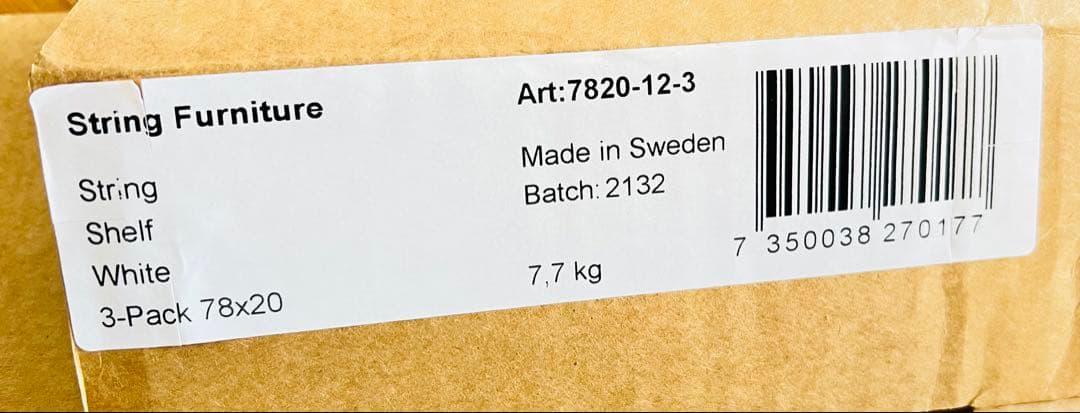 String Furniture
String
Shelf
White
3-Pack 78x20
Art:7820-12-3
Made in Sweden
Batch: 2132
7,7 kg
7 350038 270177